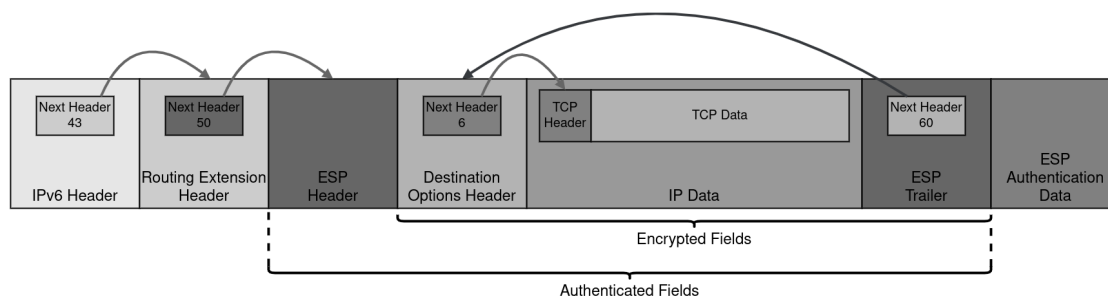 Next Header
43
Next Header
50
Next Header
6
TCP
Header
TCP Data
Next Header
60
IPv6 Header
Routing Extension
Header
ESP
Header
Destination
Options Header
IP Data
ESP
Trailer
ESP
Authentication
Data
Encrypted Fields
Authenticated Fields